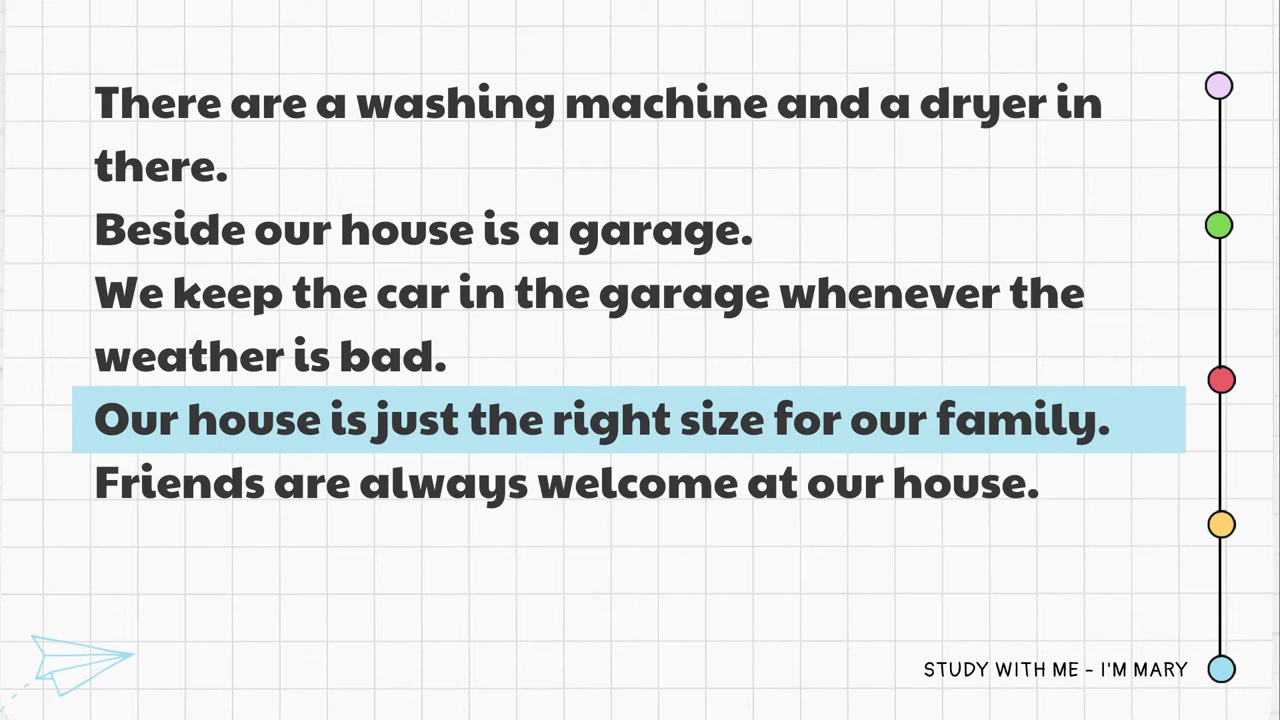 There are a washing machine and a dryer in
there.
Beside our house is a garage.
We keep the car in the garage whenever the
weather is bad.
Our house is just the right size for our family.
Friends are always welcome at our house.
STUDY WITH ME - I'M MARY